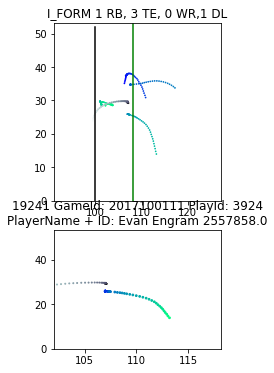 I_FORM 1 RB, 3 TE, 0 WR,1 DL
50
40
30
20
10
0
100 110 120
19241 GameId: 2017100111 PlayId: 3924
PlayerName + ID: Evan Engram 2557858.0
40
20
0
105 110 115